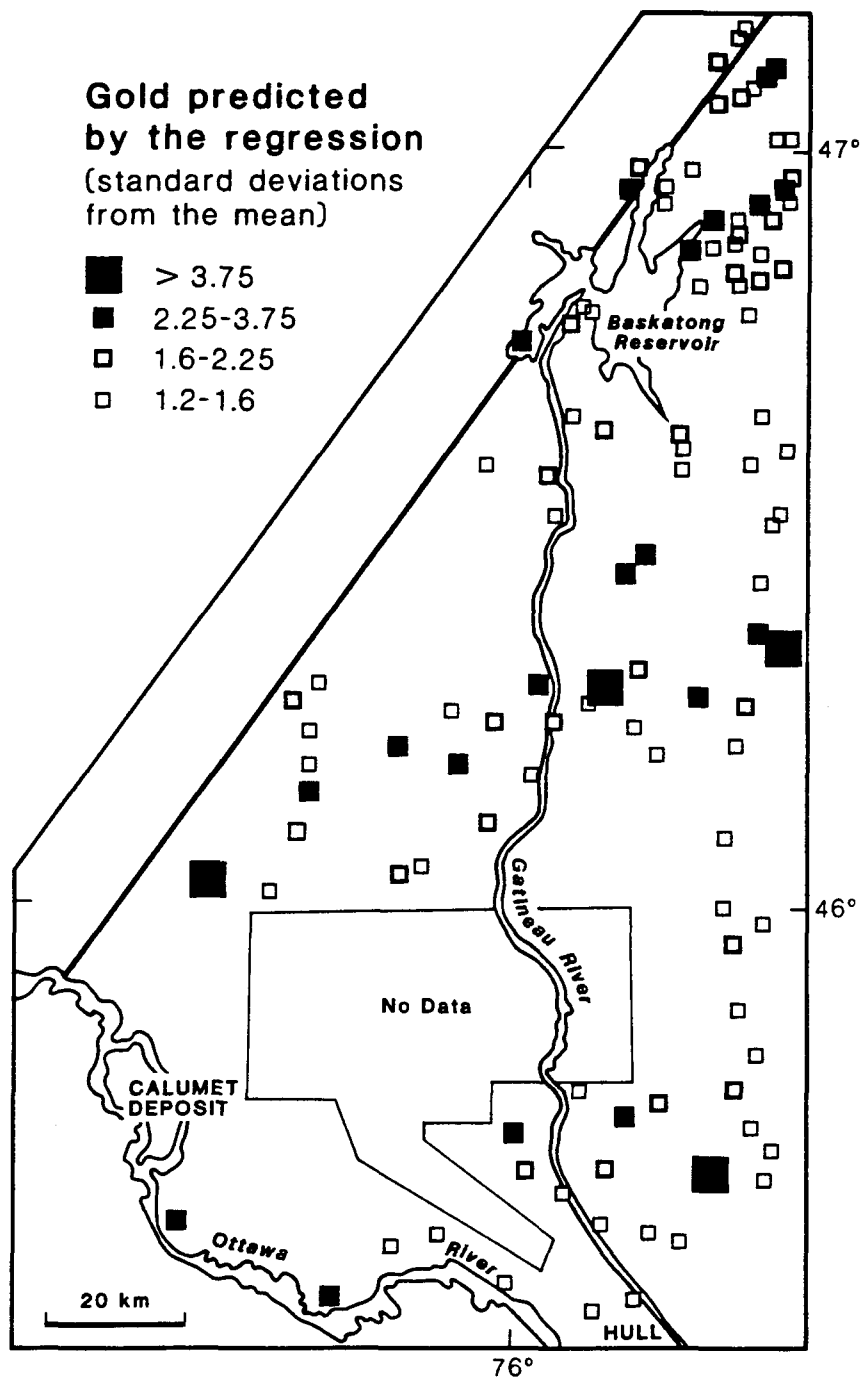 Gold predicted
by the regression
(standard deviations
from the mean)
> 3.75
2.25-3.75
1.6-2.25
1.2-1.6
47°
Baskatong
Reservoir
46°
Gatineau River
No Data
CALUMET
DEPOSIT
Ottawa River
20 km
HULL
76°